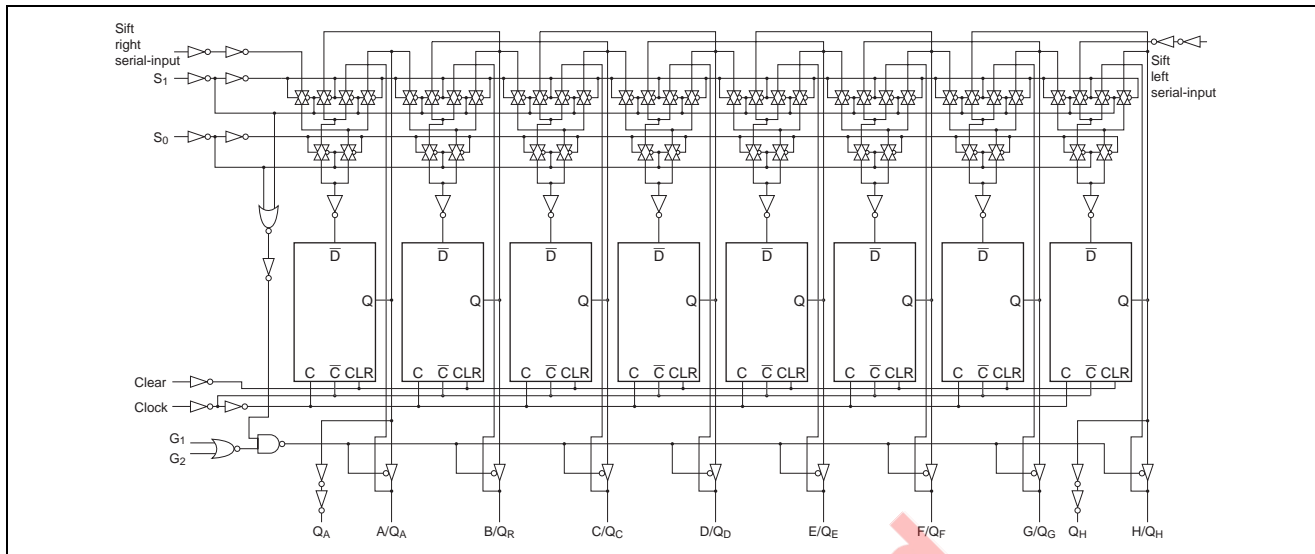 Sift
right
serial-input
S1
S0
Sift
left
serial-input
D D D D D D D D
Q Q Q Q Q Q Q Q
C C CLR C C CLR C C CLR C C CLR C C CLR C C CLR C C CLR C C CLR
Clear
Clock
G1
G2
QA A/QA B/QR C/QC D/QD E/QE F/QF G/QG QH H/QH